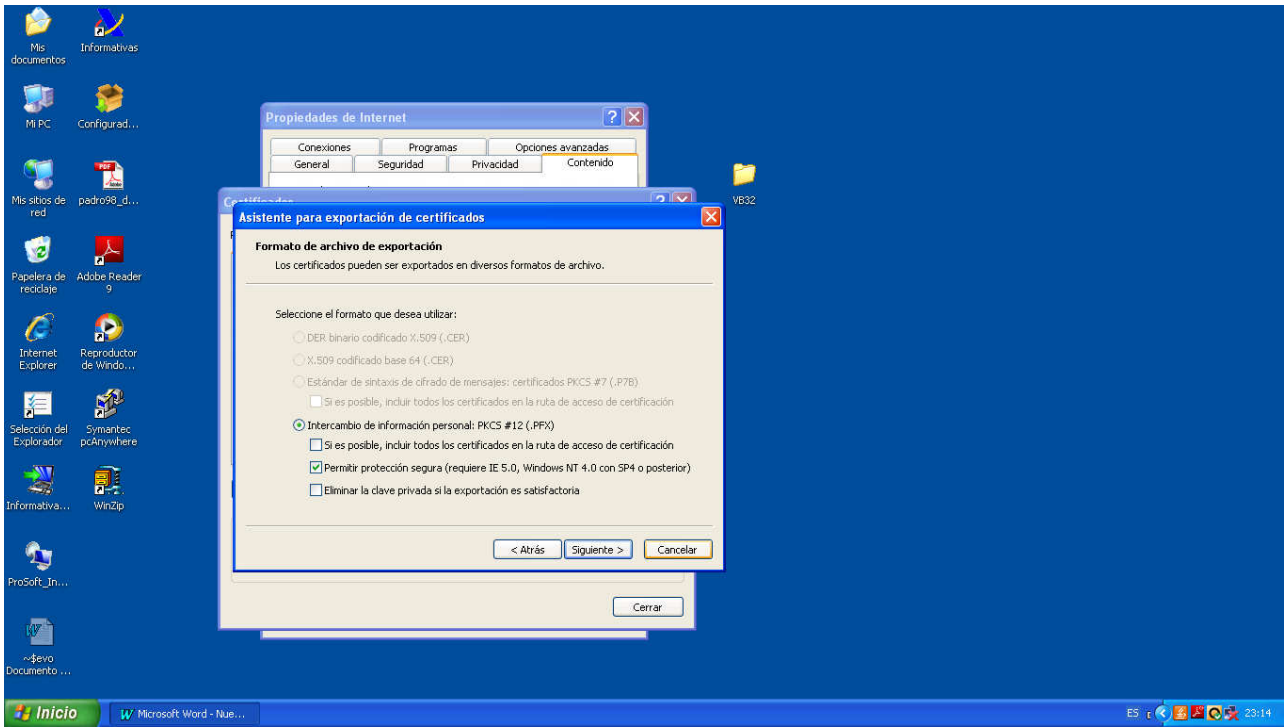 Mis documentos
Informativas
Mi PC
Configurad...
Mis sitios de red
padro98_d...
Papelera de reciclaje
Adobe Reader 9
Internet Explorer
Reproductor de Windo...
Selección del Explorador
Symantec pcAnywhere
Informativa...
WinZip
ProSoft_In...
~$evo Documento ...
VB32
Propiedades de Internet
Conexiones
Programas
Opciones avanzadas
General
Seguridad
Privacidad
Contenido
Asistente para exportación de certificados
Formato de archivo de exportación
Los certificados pueden ser exportados en diversos formatos de archivo.
Seleccione el formato que desea utilizar:
DER binario codificado X.509 (.CER)
X.509 codificado base 64 (.CER)
Estándar de sintaxis de cifrado de mensajes: certificados PKCS #7 (.P7B)
Si es posible, incluir todos los certificados en la ruta de acceso de certificación
Intercambio de información personal: PKCS #12 (.PFX)
Si es posible, incluir todos los certificados en la ruta de acceso de certificación
Permitir protección segura (requiere IE 5.0, Windows NT 4.0 con SP4 o posterior)
Eliminar la clave privada si la exportación es satisfactoria
< Atrás
Siguiente >
Cancelar
Cerrar
Inicio
Microsoft Word - Nue...
ES
23:14